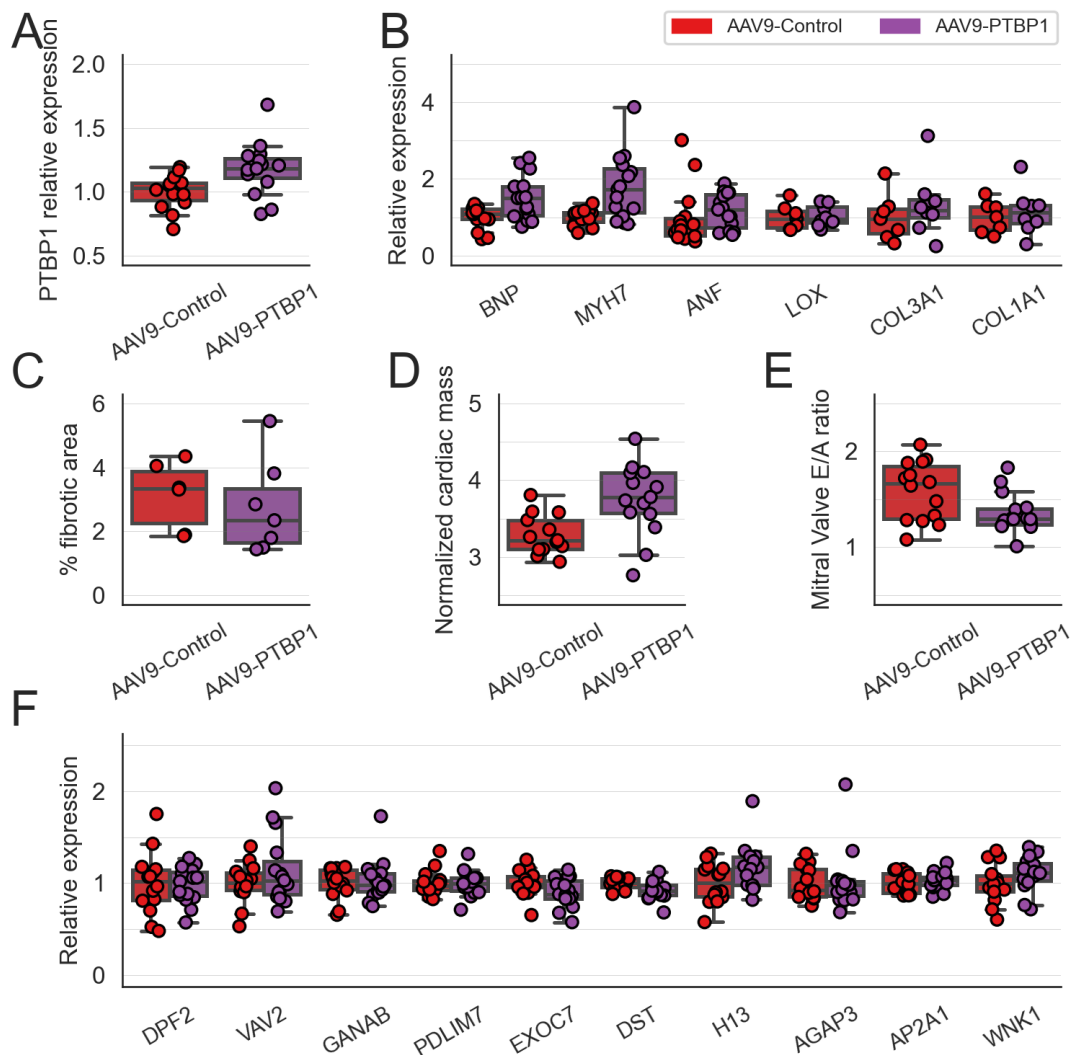 A
PTBP1 relative expression
2.0
1.5
1.0
0.5
AAV9-Control
AAV9-PTBP1
B
AAV9-Control
AAV9-PTBP1
Relative expression
4
2
0
BNP
MYH7
ANF
LOX
COL3A1
COL1A1
C
% fibrotic area
6
4
2
0
AAV9-Control
AAV9-PTBP1
D
Normalized cardiac mass
5
4
3
AAV9-Control
AAV9-PTBP1
E
Mitral Valve E/A ratio
2
1
AAV9-Control
AAV9-PTBP1
F
Relative expression
2
1
0
DPF2
VAV2
GANAB
PDLIM7
EXOC7
DST
H13
AGAP3
AP2A1
WNK1